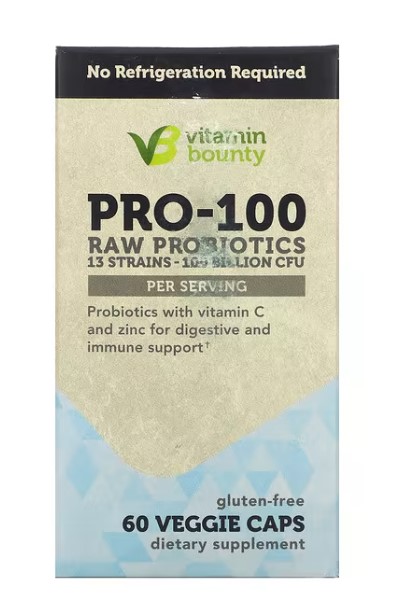 No Refrigeration Required
vitamin
bounty
PRO-100
RAW PROBIOTICS
13 STRAINS - 100 BILLION CFU
PER SERVING
Probiotics with vitamin C
and zinc for digestive and
immune support†
gluten-free
60 VEGGIE CAPS
dietary supplement